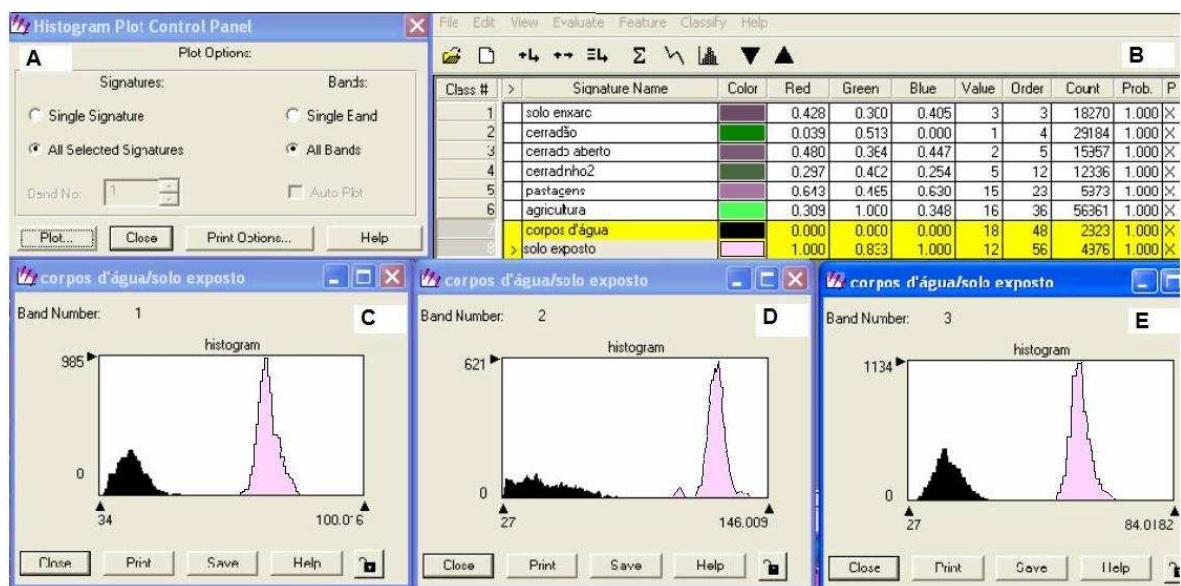 Histogram Plot Control Panel
A
Plot Options:
Signatures:
Bands:
Single Signature
Single Band
All Selected Signatures
All Bands
Band No:
1
Auto Plot
Plot...
Close
Print Options...
Help
File Edit View Evaluate Feature Classify Help
B
Class # > Signature Name Color Red Green Blue Value Order Count Prob. P
1 solo enxarc 0.428 0.300 0.405 3 3 18270 1.000 X
2 cerradão 0.039 0.513 0.000 1 4 29184 1.000 X
3 cerrado aberto 0.480 0.364 0.447 2 5 15957 1.000 X
4 cerradinho2 0.297 0.402 0.254 5 12 12336 1.000 X
5 pastagens 0.643 0.465 0.630 15 23 5373 1.000 X
6 agricultura 0.309 1.000 0.348 16 36 56361 1.000 X
7 corpos d'água 0.000 0.000 0.000 18 48 2323 1.000 X
8 > solo exposto 1.000 0.833 1.000 12 56 4376 1.000 X
corpos d'água/solo exposto
Band Number: 1
C
histogram
985
0
34
100.016
Close
Print
Save
Help
corpos d'água/solo exposto
Band Number: 2
D
histogram
621
0
27
146.009
Close
Print
Save
Help
corpos d'água/solo exposto
Band Number: 3
E
histogram
1134
0
27
84.0182
Close
Print
Save
Help